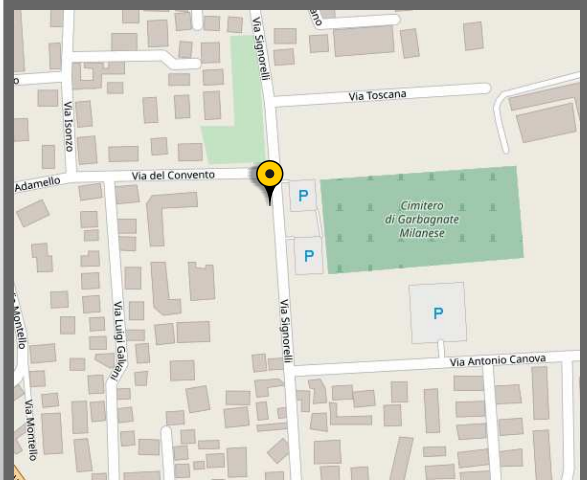 ano
Via Signorelli
o
Via Toscana
Via Isonzo
Via del Convento
Adamello
P
Cimitero
di Garbagnate
Milanese
P
Via Montello
Via Luigi Galvani
Via Signorelli
P
Via Antonio Canova
Via Montello